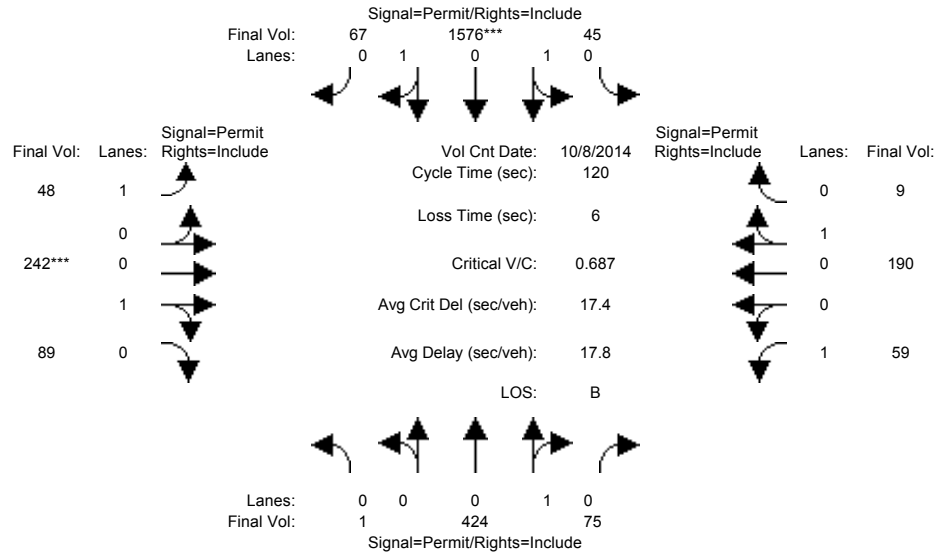 Signal=Permit/Rights=Include
Final Vol: 67 1576*** 45
Lanes: 0 1 0 1 0
Signal=Permit Signal=Permit
Final Vol: Lanes: Rights=Include Vol Cnt Date: 10/8/2014 Rights=Include Lanes: Final Vol:
Cycle Time (sec): 120
48 1 0 9
Loss Time (sec): 6
0 1
242*** 0 Critical V/C: 0.687 0 190
1 Avg Crit Del (sec/veh): 17.4 0
89 0 Avg Delay (sec/veh): 17.8 1 59
LOS: B
Lanes: 0 0 0 1 0
Final Vol: 1 424 75
Signal=Permit/Rights=Include